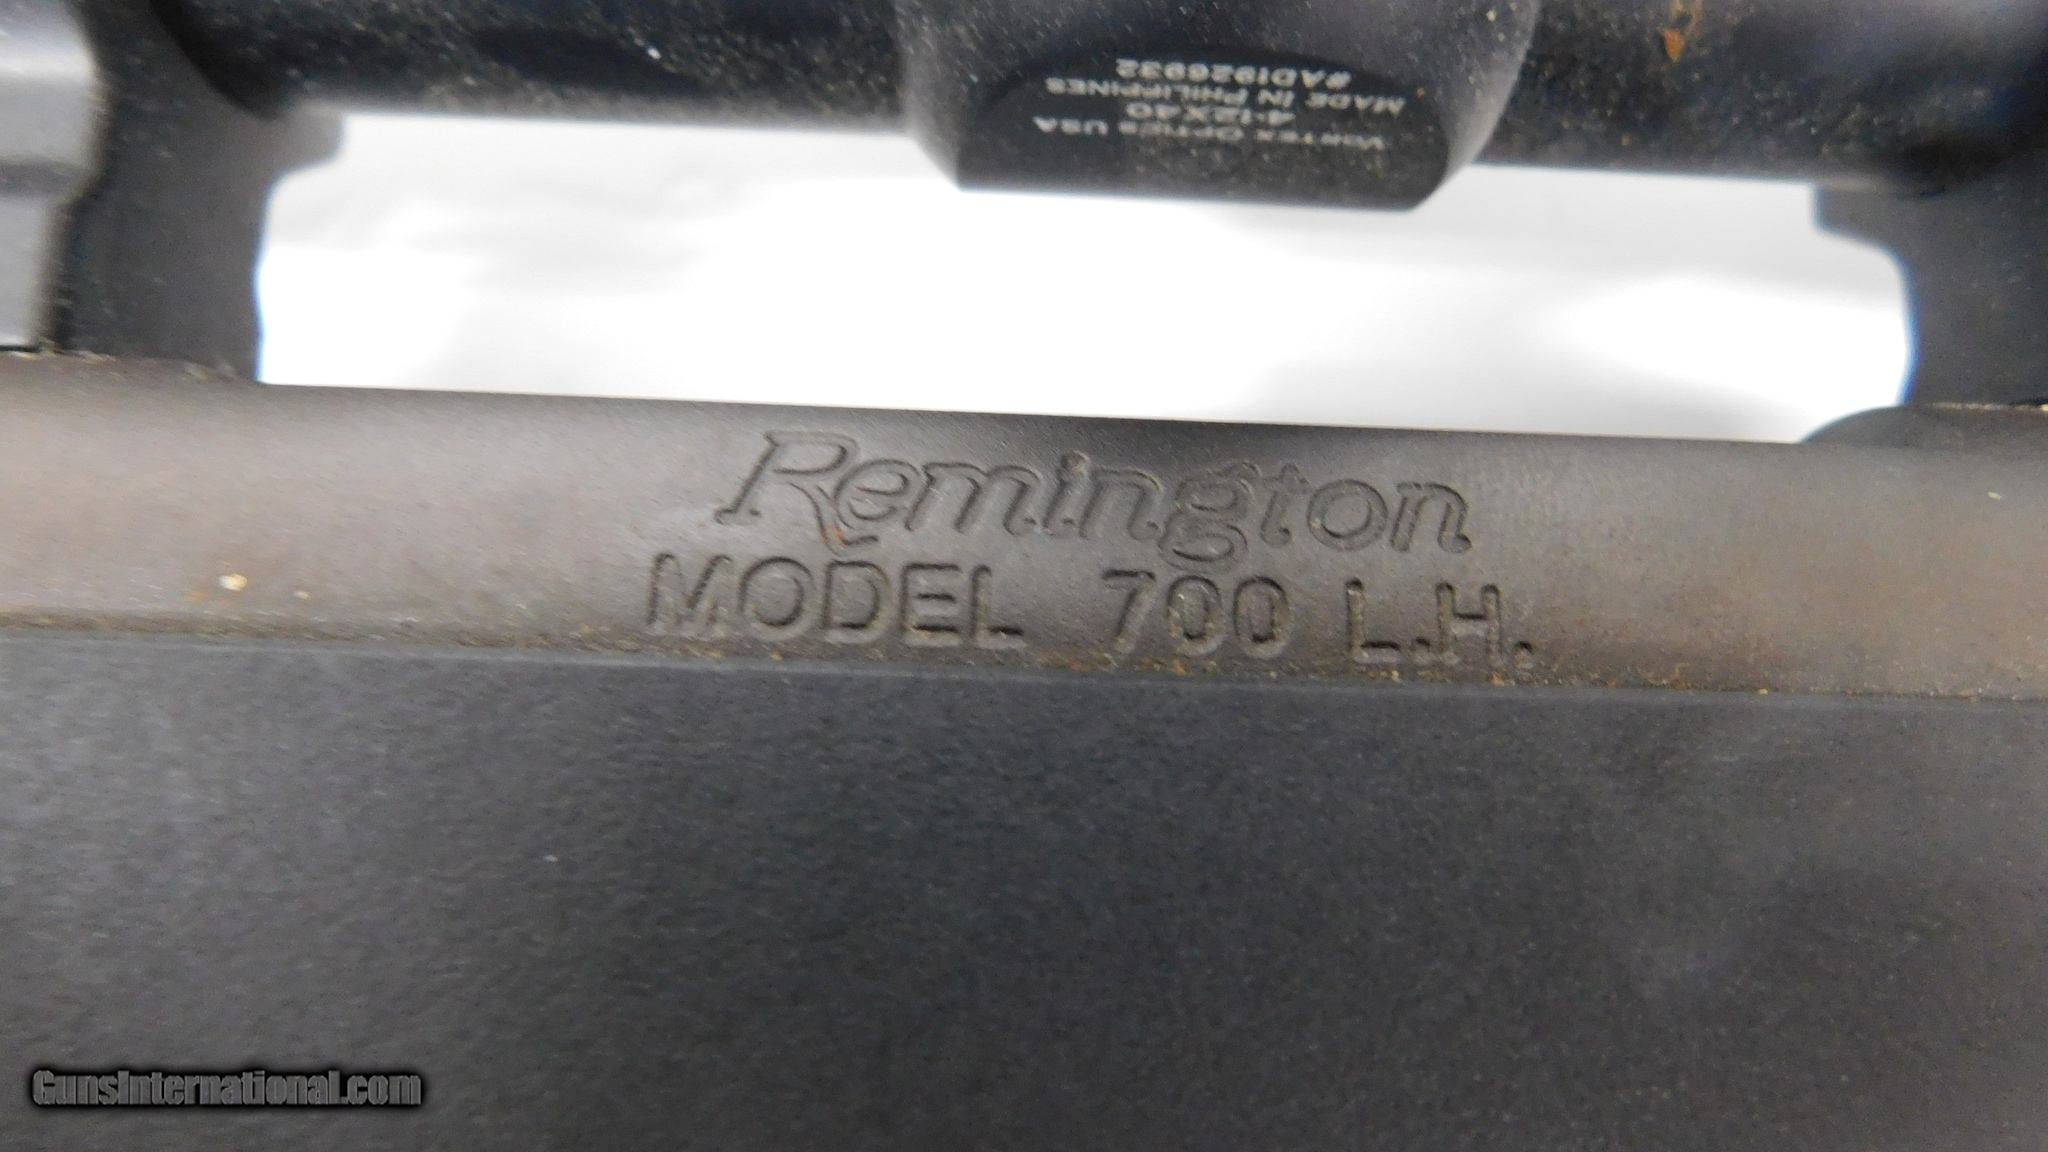 VORTEX OPTICS USA
4-12X40
MADE IN PHILIPPINES
#AD1926932
Remington
MODEL 700 L.H.
GunsInternational.com